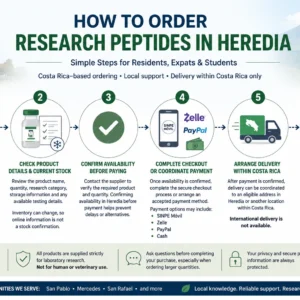 HOW TO ORDER
RESEARCH PEPTIDES IN HEREDIA
Simple Steps for Residents, Expats & Students
Costa Rica-based ordering • Local support • Delivery within Costa Rica only
2
3
4
5
Zelle
PayPal
CHECK PRODUCT
DETAILS & CURRENT STOCK
Review the product name,
quantity, research category,
storage information and any
available testing details.
Inventory can change, so
online information is not
a stock confirmation.
CONFIRM AVAILABILITY
BEFORE PAYING
Contact the supplier to
verify the required product
and quantity. Confirming
availability in Heredia before
payment helps prevent
delays or alternatives.
COMPLETE CHECKOUT
OR COORDINATE PAYMENT
Once availability is confirmed,
complete the secure checkout
process or arrange an
accepted payment method.
Payment options may include:
• SINPE Móvil
• Zelle
• PayPal
• Cash
ARRANGE DELIVERY
WITHIN COSTA RICA
After payment is confirmed,
delivery can be coordinated
to an eligible address in
Heredia or another location
within Costa Rica.
International delivery is
not available.
All products are supplied strictly
for laboratory research.
Not for human or veterinary use.
Ask questions before completing
your purchase, especially when
ordering larger quantities.
Your privacy and secure
information are always
protected.
NITIES WE SERVE: San Pablo • Mercedes • San Rafael • and more
Local service. Reliable support. Resear